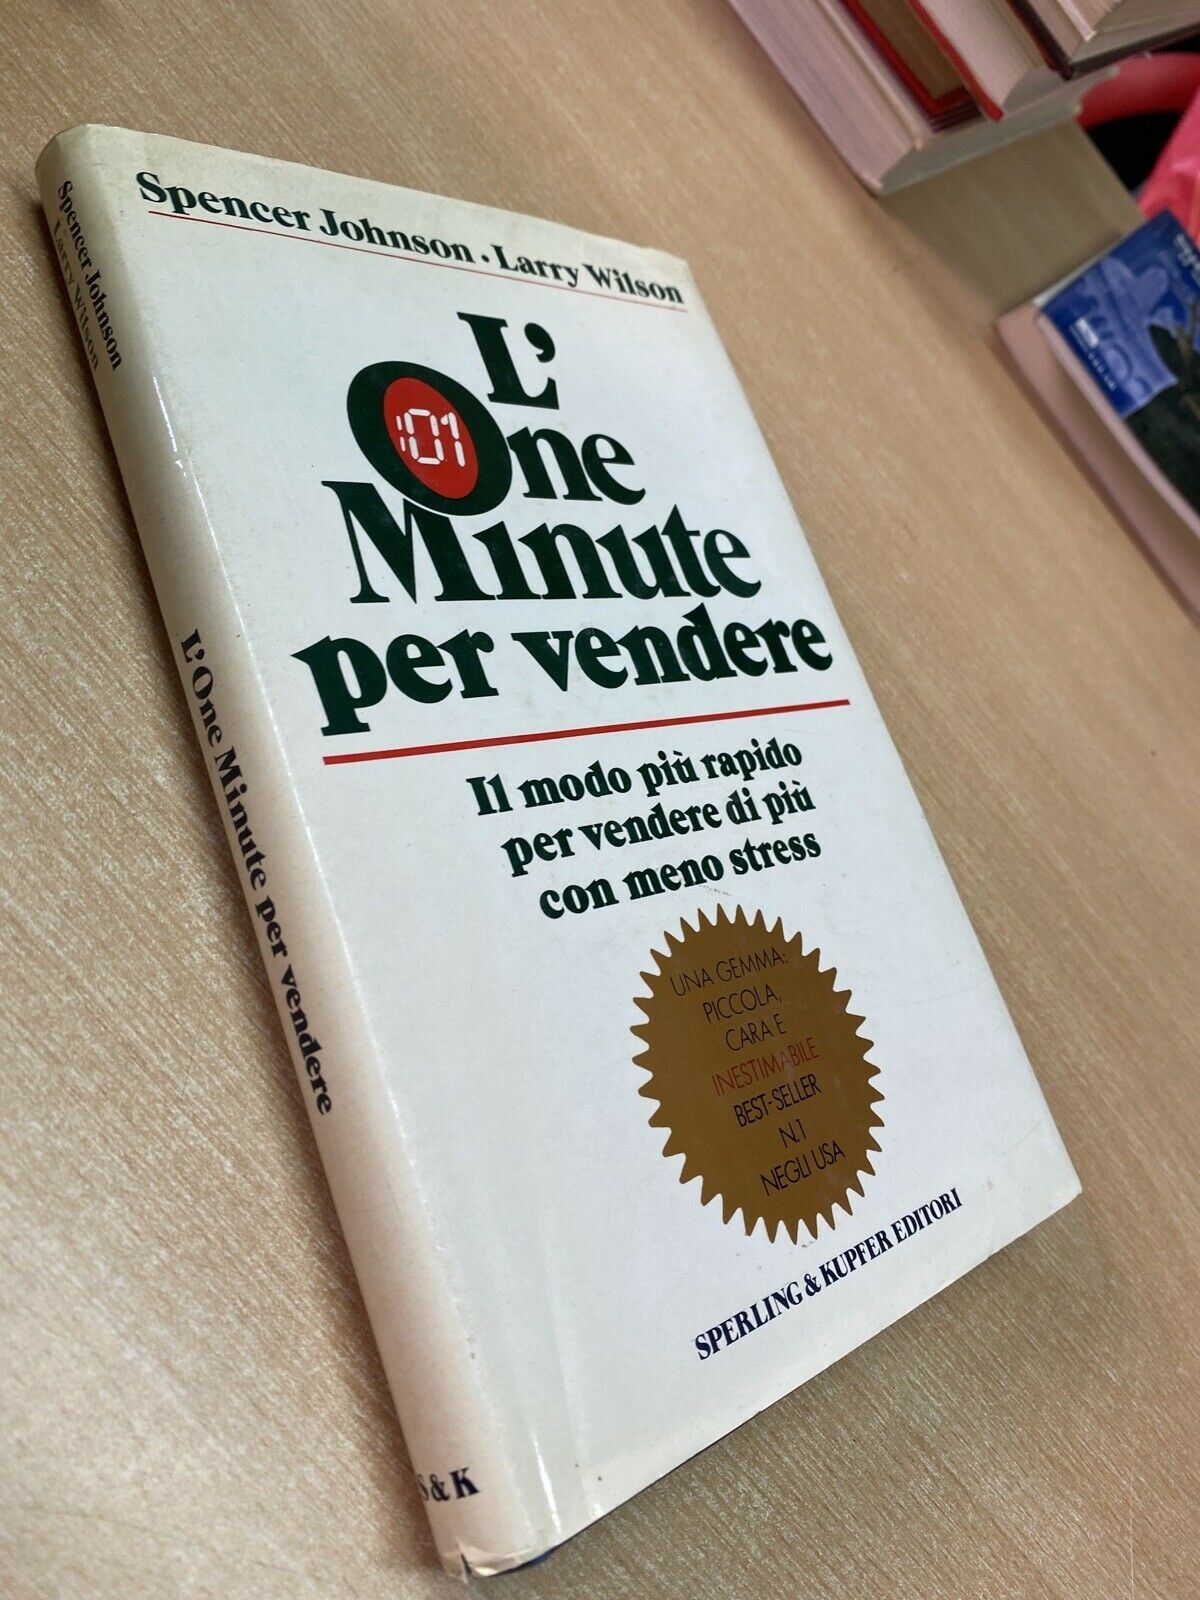 Spencer Johnson • Larry Wilson
L'
One
:01
Minute
per vendere
Il modo più rapido
per vendere di più
con meno stress
UNA GEMMA:
PICCOLA,
CARA E
INESTIMABILE
BEST-SELLER
N.1
NEGLI USA
SPERLING & KUPFER EDITORI
Spencer Johnson
Larry Wilson
L'One Minute per vendere
S & K